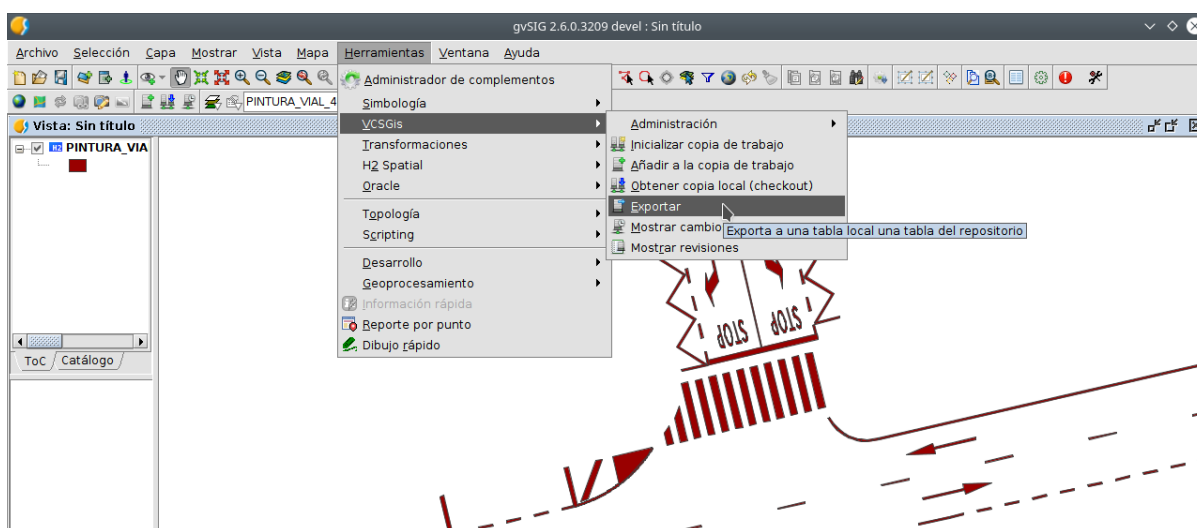 gvSIG 2.6.0.3209 devel : Sin título
Archivo Selección Capa Mostrar Vista Mapa Herramientas Ventana Ayuda
PINTURA_VIAL_4
Vista: Sin título
H2 PINTURA_VIA
ToC Catálogo
Administrador de complementos
Simbología
VCSGis
Transformaciones
H2 Spatial
Oracle
Topología
Scripting
Desarrollo
Geoprocesamiento
Información rápida
Reporte por punto
Dibujo rápido
Administración
Inicializar copia de trabajo
Añadir a la copia de trabajo
Obtener copia local (checkout)
Exportar
Mostrar cambio
Exporta a una tabla local una tabla del repositorio
Mostrar revisiones
STOP STOP